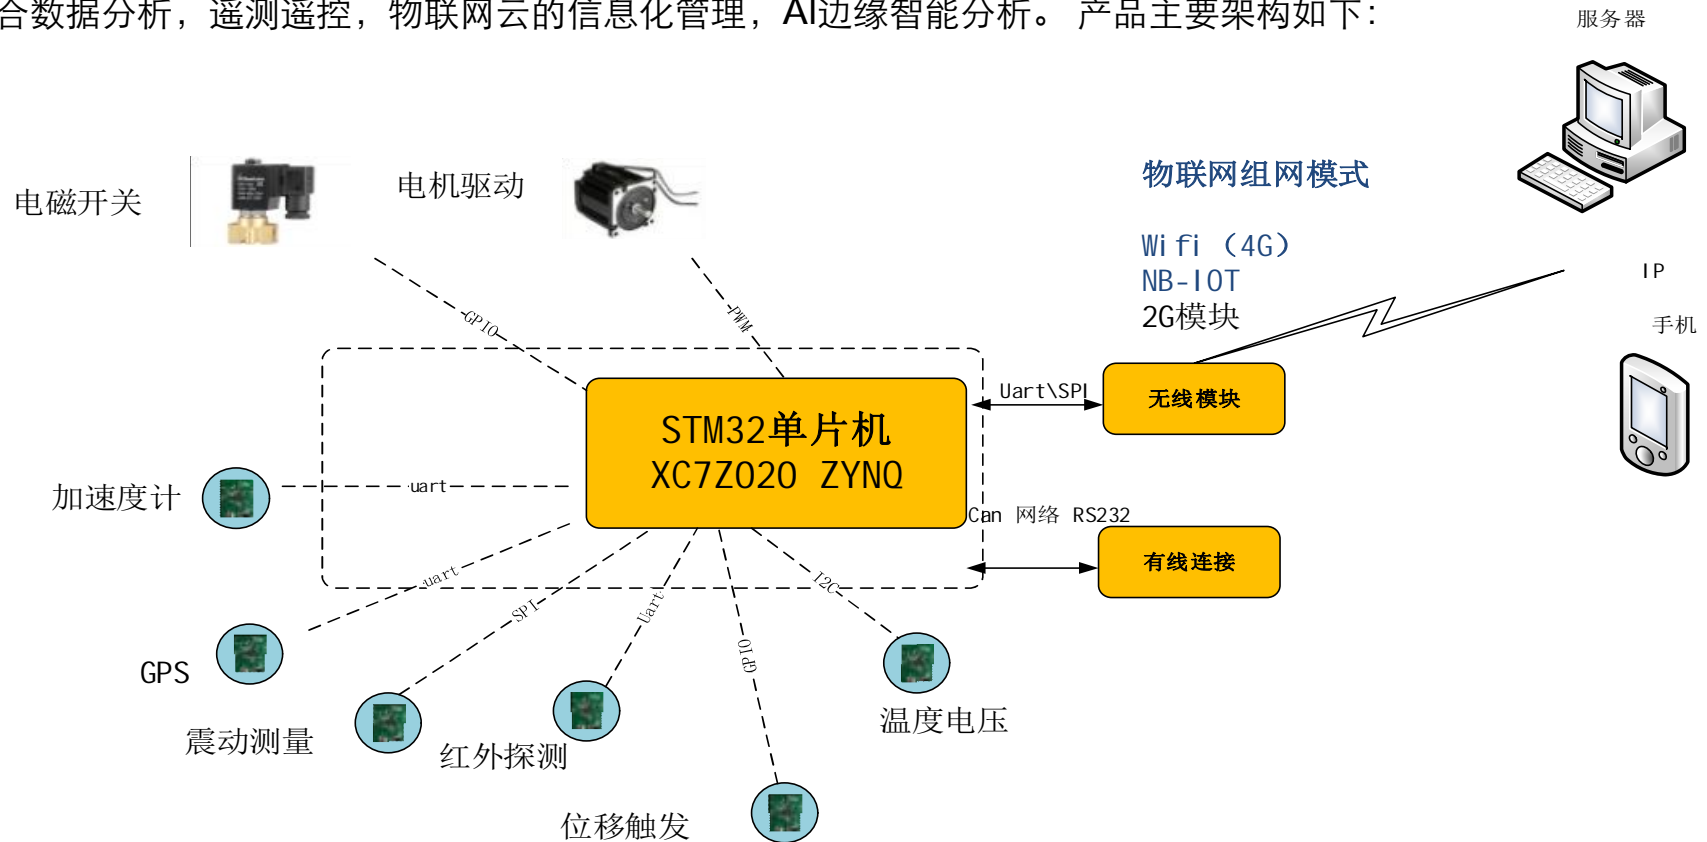 合数据分析，遥测遥控，物联网云的信息化管理，AI边缘智能分析。 产品主要架构如下：
服务器
电磁开关
电机驱动
物联网组网模式
Wifi（4G）
NB-IOT
2G模块
IP
手机
GPIO
PWM
STM32单片机
XC7Z020 ZYNQ
Uart\SPI
无线模块
加速度计
uart
Can 网络 RS232
有线连接
uart
SPI
Uart
GPIO
I2C
GPS
震动测量
红外探测
温度电压
位移触发